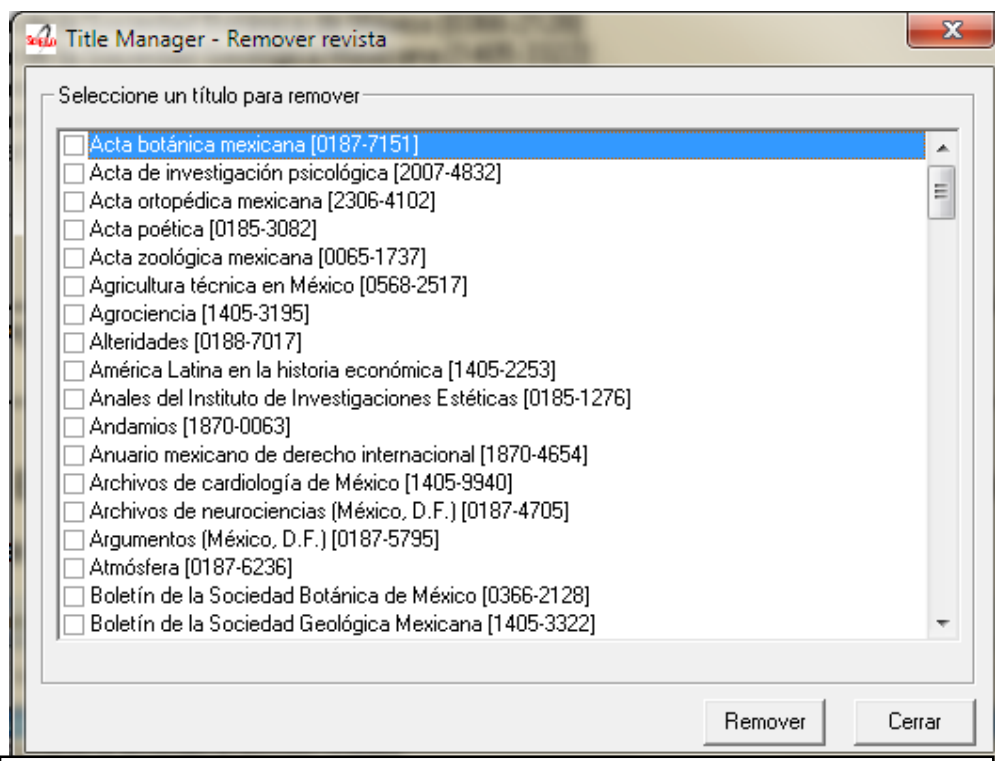 SciELO Title Manager - Remover revista
Seleccione un título para remover
Acta botánica mexicana [0187-7151]
Acta de investigación psicológica [2007-4832]
Acta ortopédica mexicana [2306-4102]
Acta poética [0185-3082]
Acta zoológica mexicana [0065-1737]
Agricultura técnica en México [0568-2517]
Agrociencia [1405-3195]
Alteridades [0188-7017]
América Latina en la historia económica [1405-2253]
Anales del Instituto de Investigaciones Estéticas [0185-1276]
Andamios [1870-0063]
Anuario mexicano de derecho internacional [1870-4654]
Archivos de cardiología de México [1405-9940]
Archivos de neurociencias (México, D.F.) [0187-4705]
Argumentos (México, D.F.) [0187-5795]
Atmósfera [0187-6236]
Boletín de la Sociedad Botánica de México [0366-2128]
Boletín de la Sociedad Geológica Mexicana [1405-3322]
Remover Cerrar